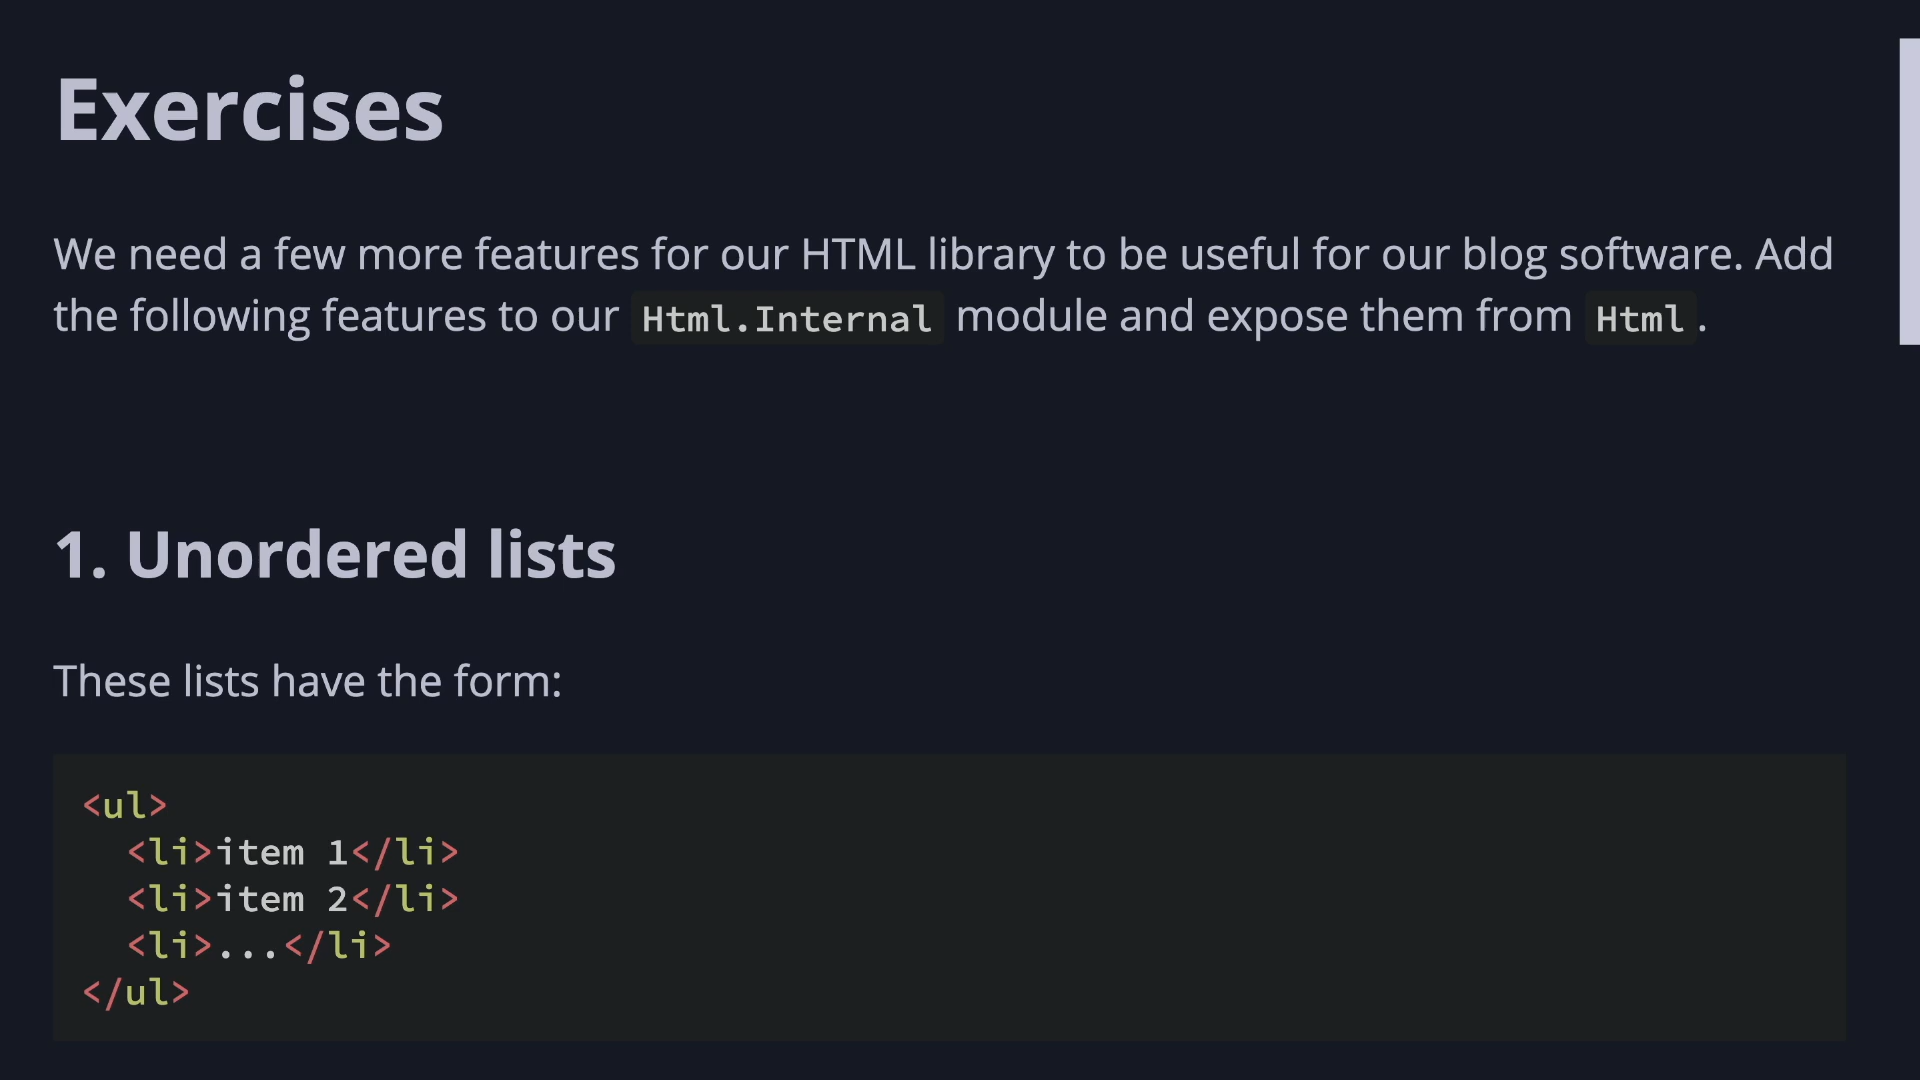 Exercises
We need a few more features for our HTML library to be useful for our blog software. Add
the following features to our Html.Internal module and expose them from Html.
1. Unordered lists
These lists have the form:
<ul>
  <li>item 1</li>
  <li>item 2</li>
  <li>...</li>
</ul>